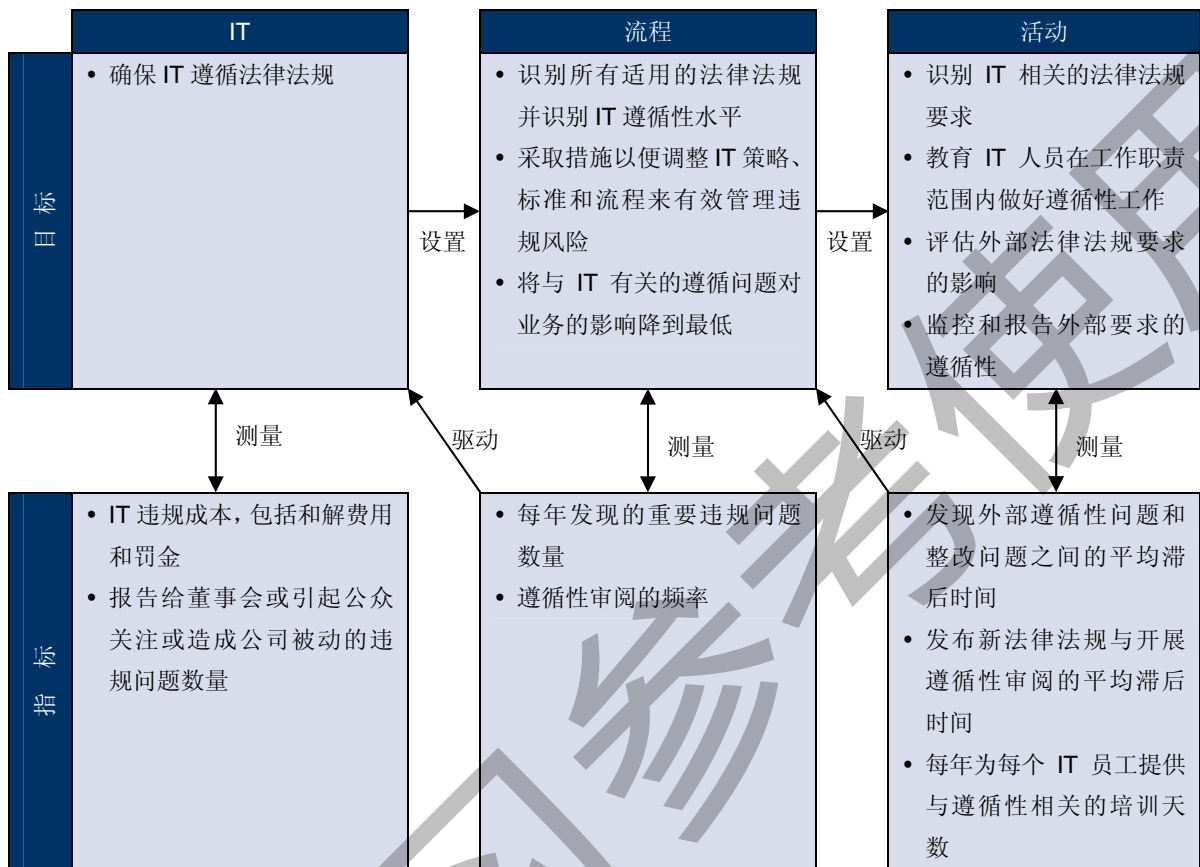 IT
流程
活动
目 标
• 确保 IT 遵循法律法规
• 识别所有适用的法律法规
并识别 IT 遵循性水平
• 采取措施以便调整 IT 策略、
标准和流程来有效管理违
规风险
• 将与 IT 有关的遵循问题对
业务的影响降到最低
• 识别 IT 相关的法律法规
要求
• 教育 IT 人员在工作职责
范围内做好遵循性工作
• 评估外部法律法规要求
的影响
• 监控和报告外部要求的
遵循性
设置
设置
测量
驱动
测量
驱动
测量
指 标
• IT 违规成本，包括和解费用
和罚金
• 报告给董事会或引起公众
关注或造成公司被动的违
规问题数量
• 每年发现的重要违规问题
数量
• 遵循性审阅的频率
• 发现外部遵循性问题和
整改问题之间的平均滞
后时间
• 发布新法律法规与开展
遵循性审阅的平均滞后
时间
• 每年为每个 IT 员工提供
与遵循性相关的培训天
数
参考使用